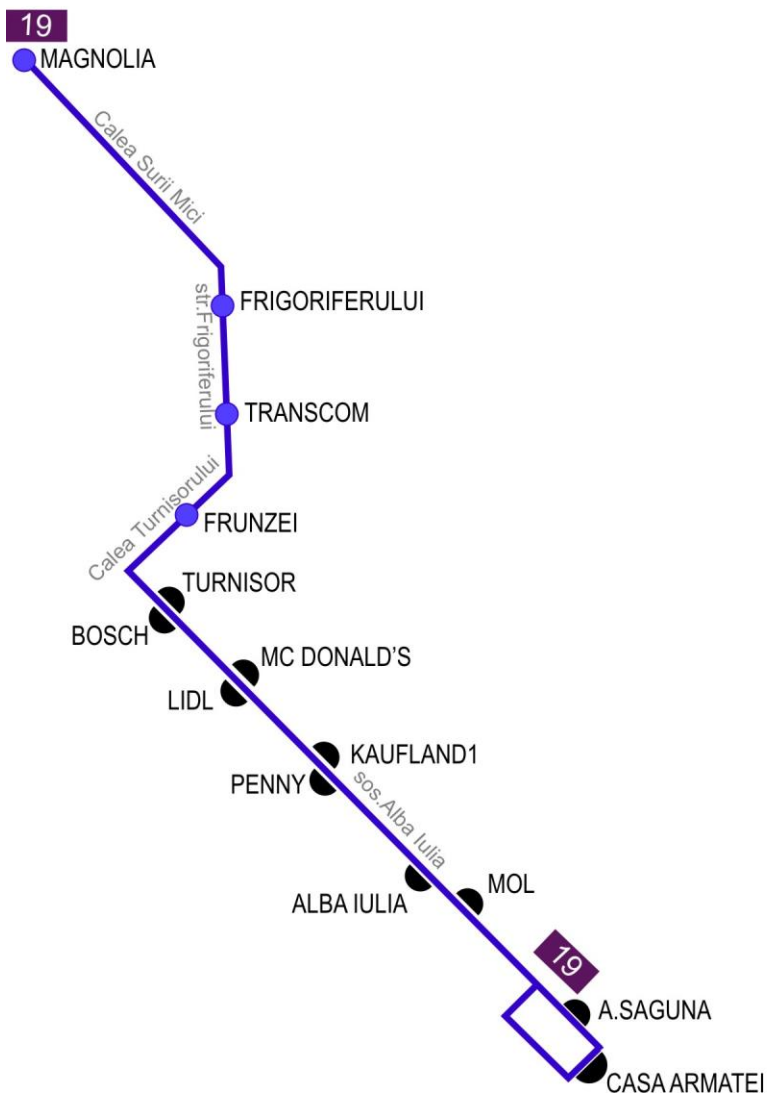 19
MAGNOLIA
Calea Surii Mici
FRIGORIFERULUI
str.Frigoriferului
TRANSCOM
Calea Turnisorului
FRUNZEI
TURNISOR
BOSCH
MC DONALD'S
LIDL
KAUFLAND1
PENNY
sos.Alba Iulia
MOL
ALBA IULIA
19
A.SAGUNA
CASA ARMATEI